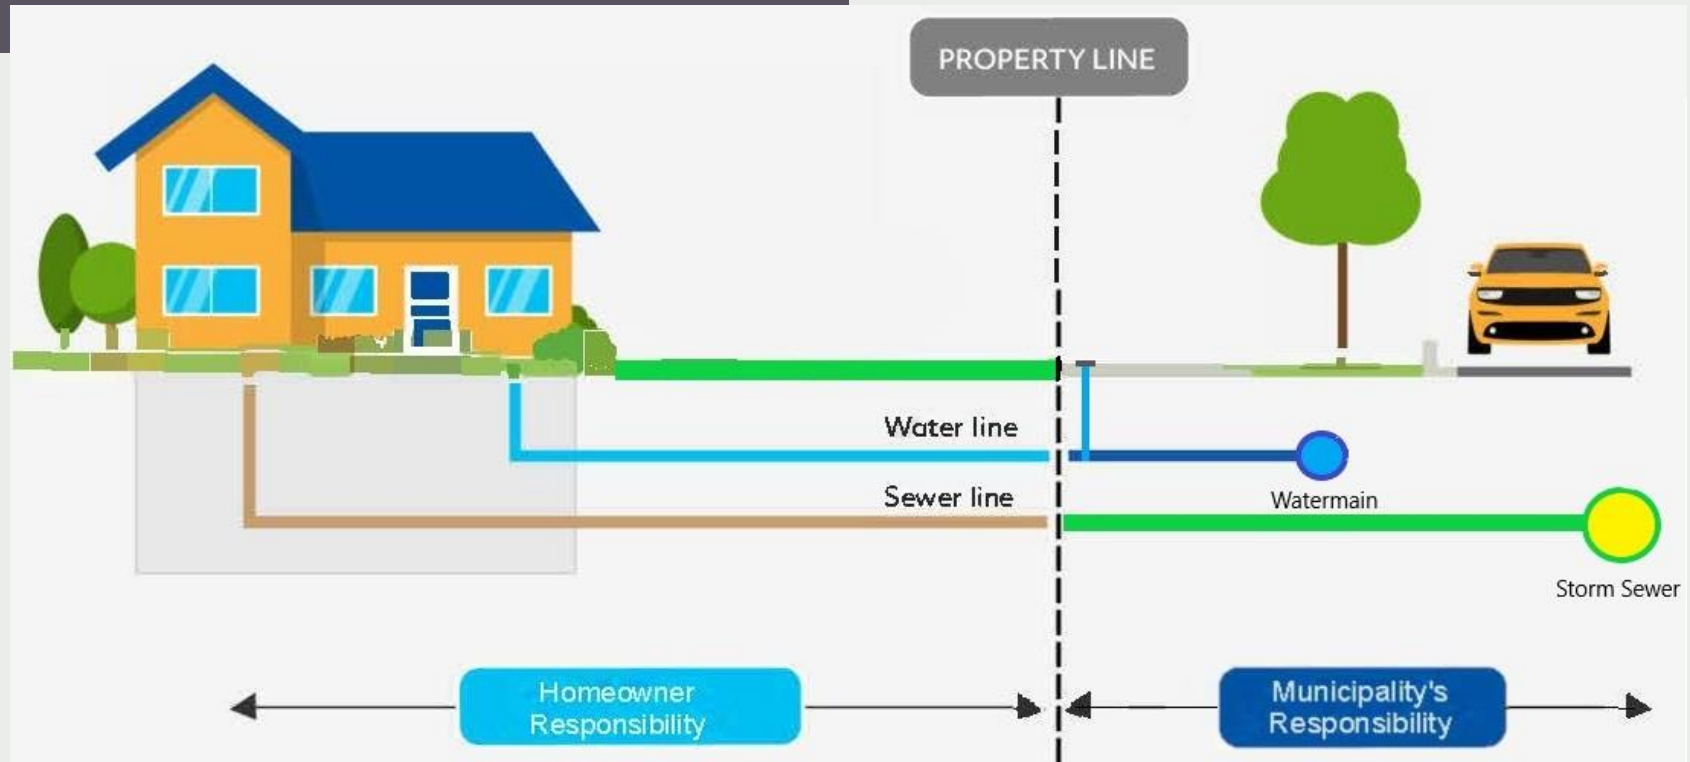 PROPERTY LINE
Water line
Sewer line
Watermain
Storm Sewer
Homeowner
Responsibility
Municipality's
Responsibility